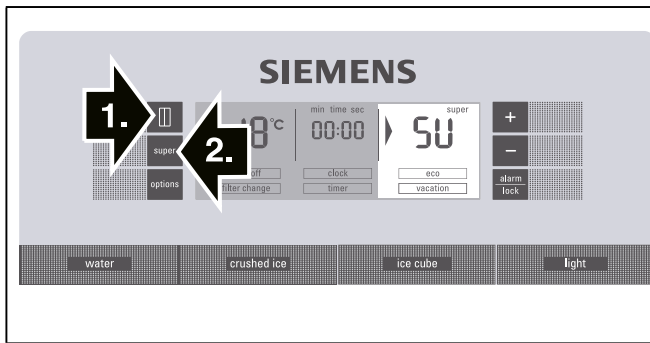 SIEMENS
1.
super
2.
options
18°C
off
filter change
min time sec
00:00
clock
timer
super
SU
eco
vacation
+
−
alarm
lock
water
crushed ice
ice cube
light